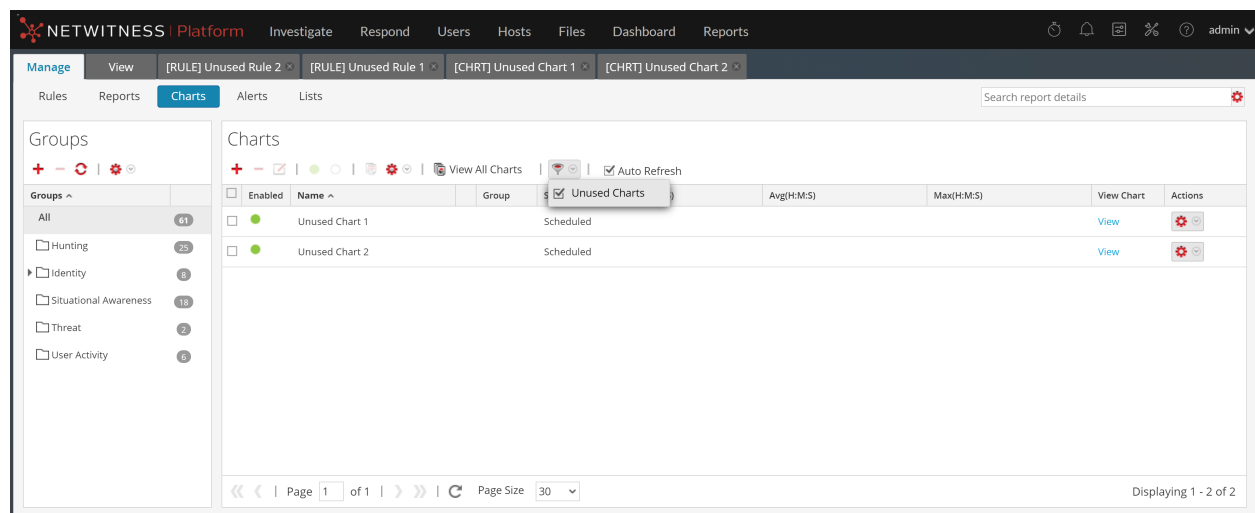 NETWITNESS | Platform Investigate Respond Users Hosts Files Dashboard Reports admin
Manage View [RULE] Unused Rule 2 [RULE] Unused Rule 1 [CHRT] Unused Chart 1 [CHRT] Unused Chart 2
Rules Reports Charts Alerts Lists Search report details
Groups
Charts
View All Charts Auto Refresh
Groups
Enabled Name Group S ) Avg(H:M:S) Max(H:M:S) View Chart Actions
Unused Charts
All 61
Unused Chart 1 Scheduled View
Hunting 25
Unused Chart 2 Scheduled View
Identity 8
Situational Awareness 18
Threat 2
User Activity 6
Page 1 of 1 Page Size 30 Displaying 1 - 2 of 2